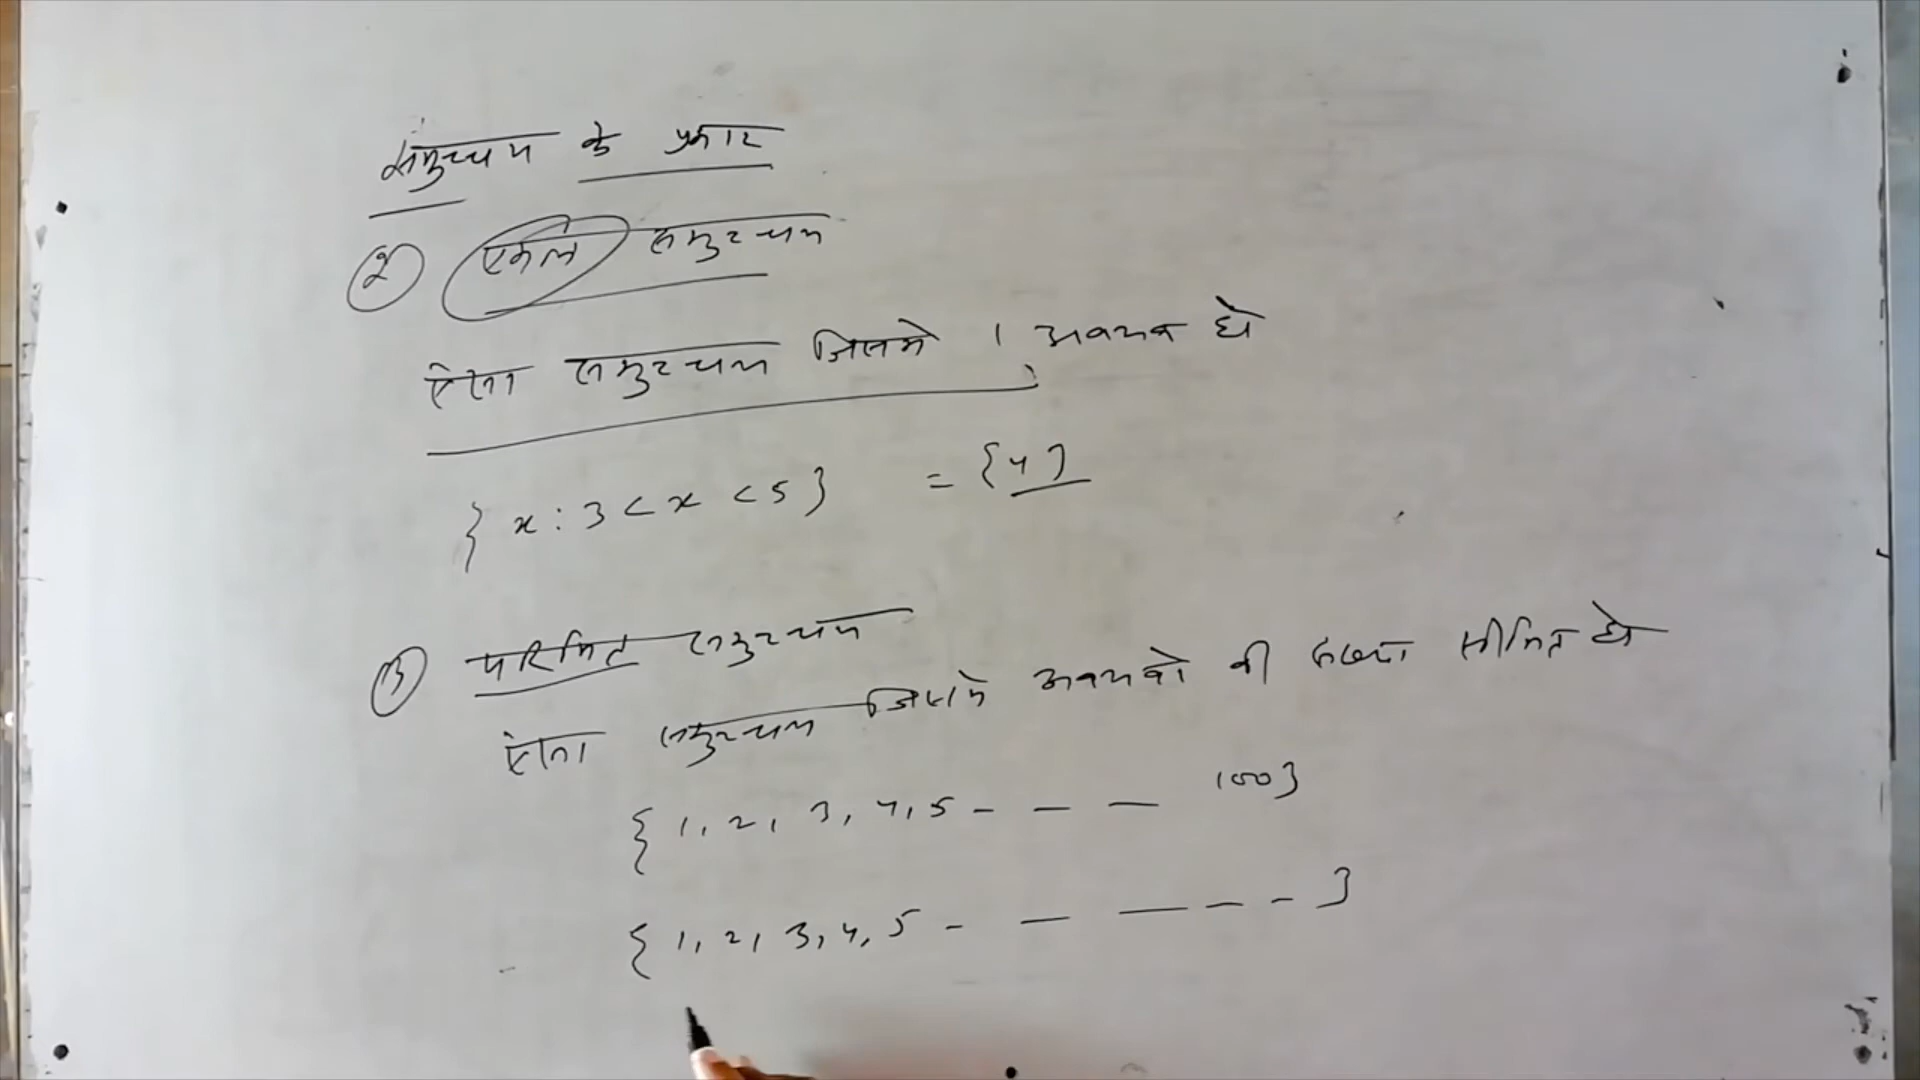 समुच्चय के प्रकार
② एकल समुच्चय
ऐसा समुच्चय जिसमे 1 अवयव हो
{ x : 3 < x < 5 } = {4}
③ परिमित समुच्चय
ऐसा समुच्चय जिसमे अवयवो की संख्या सीमित हो
{ 1, 2, 3, 4, 5 - - - 100}
{ 1, 2, 3, 4, 5 - - - - - }